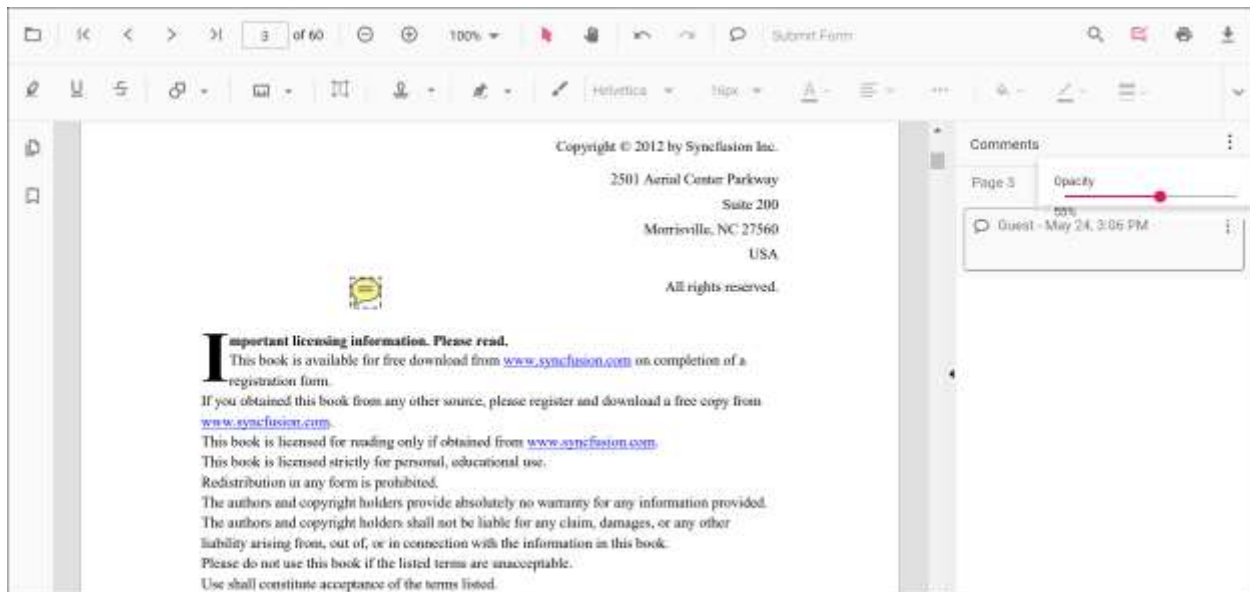 3 of 60 100% Submit Form
Helvetica 16px A
Copyright © 2012 by Syncfusion Inc.
2501 Aerial Center Parkway
Suite 200
Morrisville, NC 27560
USA
All rights reserved.
Important licensing information. Please read.
This book is available for free download from www.syncfusion.com on completion of a
registration form.
If you obtained this book from any other source, please register and download a free copy from
www.syncfusion.com.
This book is licensed for reading only if obtained from www.syncfusion.com.
This book is licensed strictly for personal, educational use.
Redistribution in any form is prohibited.
The authors and copyright holders provide absolutely no warranty for any information provided.
The authors and copyright holders shall not be liable for any claim, damages, or any other
liability arising from, out of, or in connection with the information in this book.
Please do not use this book if the listed terms are unacceptable.
Use shall constitute acceptance of the terms listed.
Comments
Page 3
Opacity
Guest - May 24, 3:06 PM